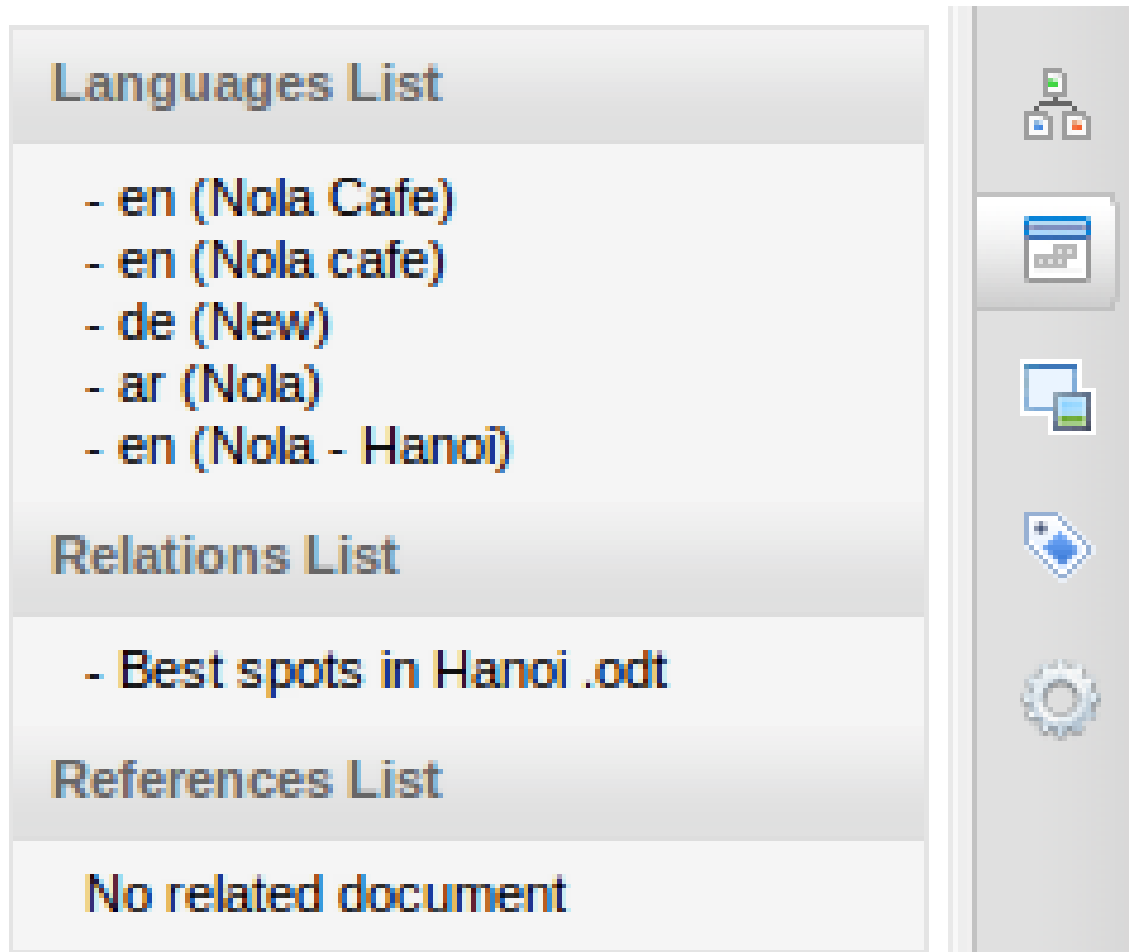 Languages List
- en (Nola Cafe)
- en (Nola cafe)
- de (New)
- ar (Nola)
- en (Nola - Hanoi)
Relations List
- Best spots in Hanoi .odt
References List
No related document